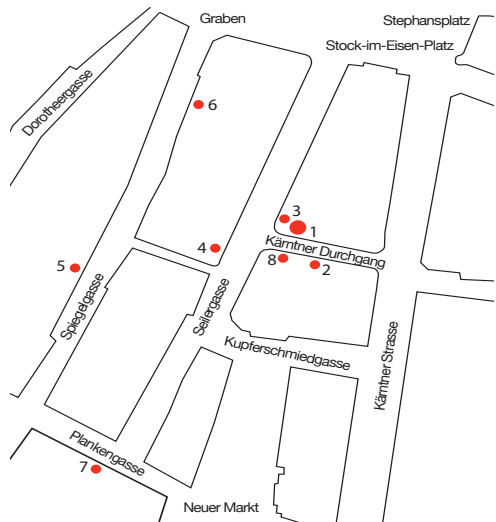 Graben
Stephansplatz
Stock-im-Eisen-Platz
Dorotheergasse
6
3
1
4
Kärntner Durchgang
5
8
2
Spiegelgasse
Seilergasse
Kupferschmiedgasse
Kärntner Strasse
Plankengasse
7
Neuer Markt